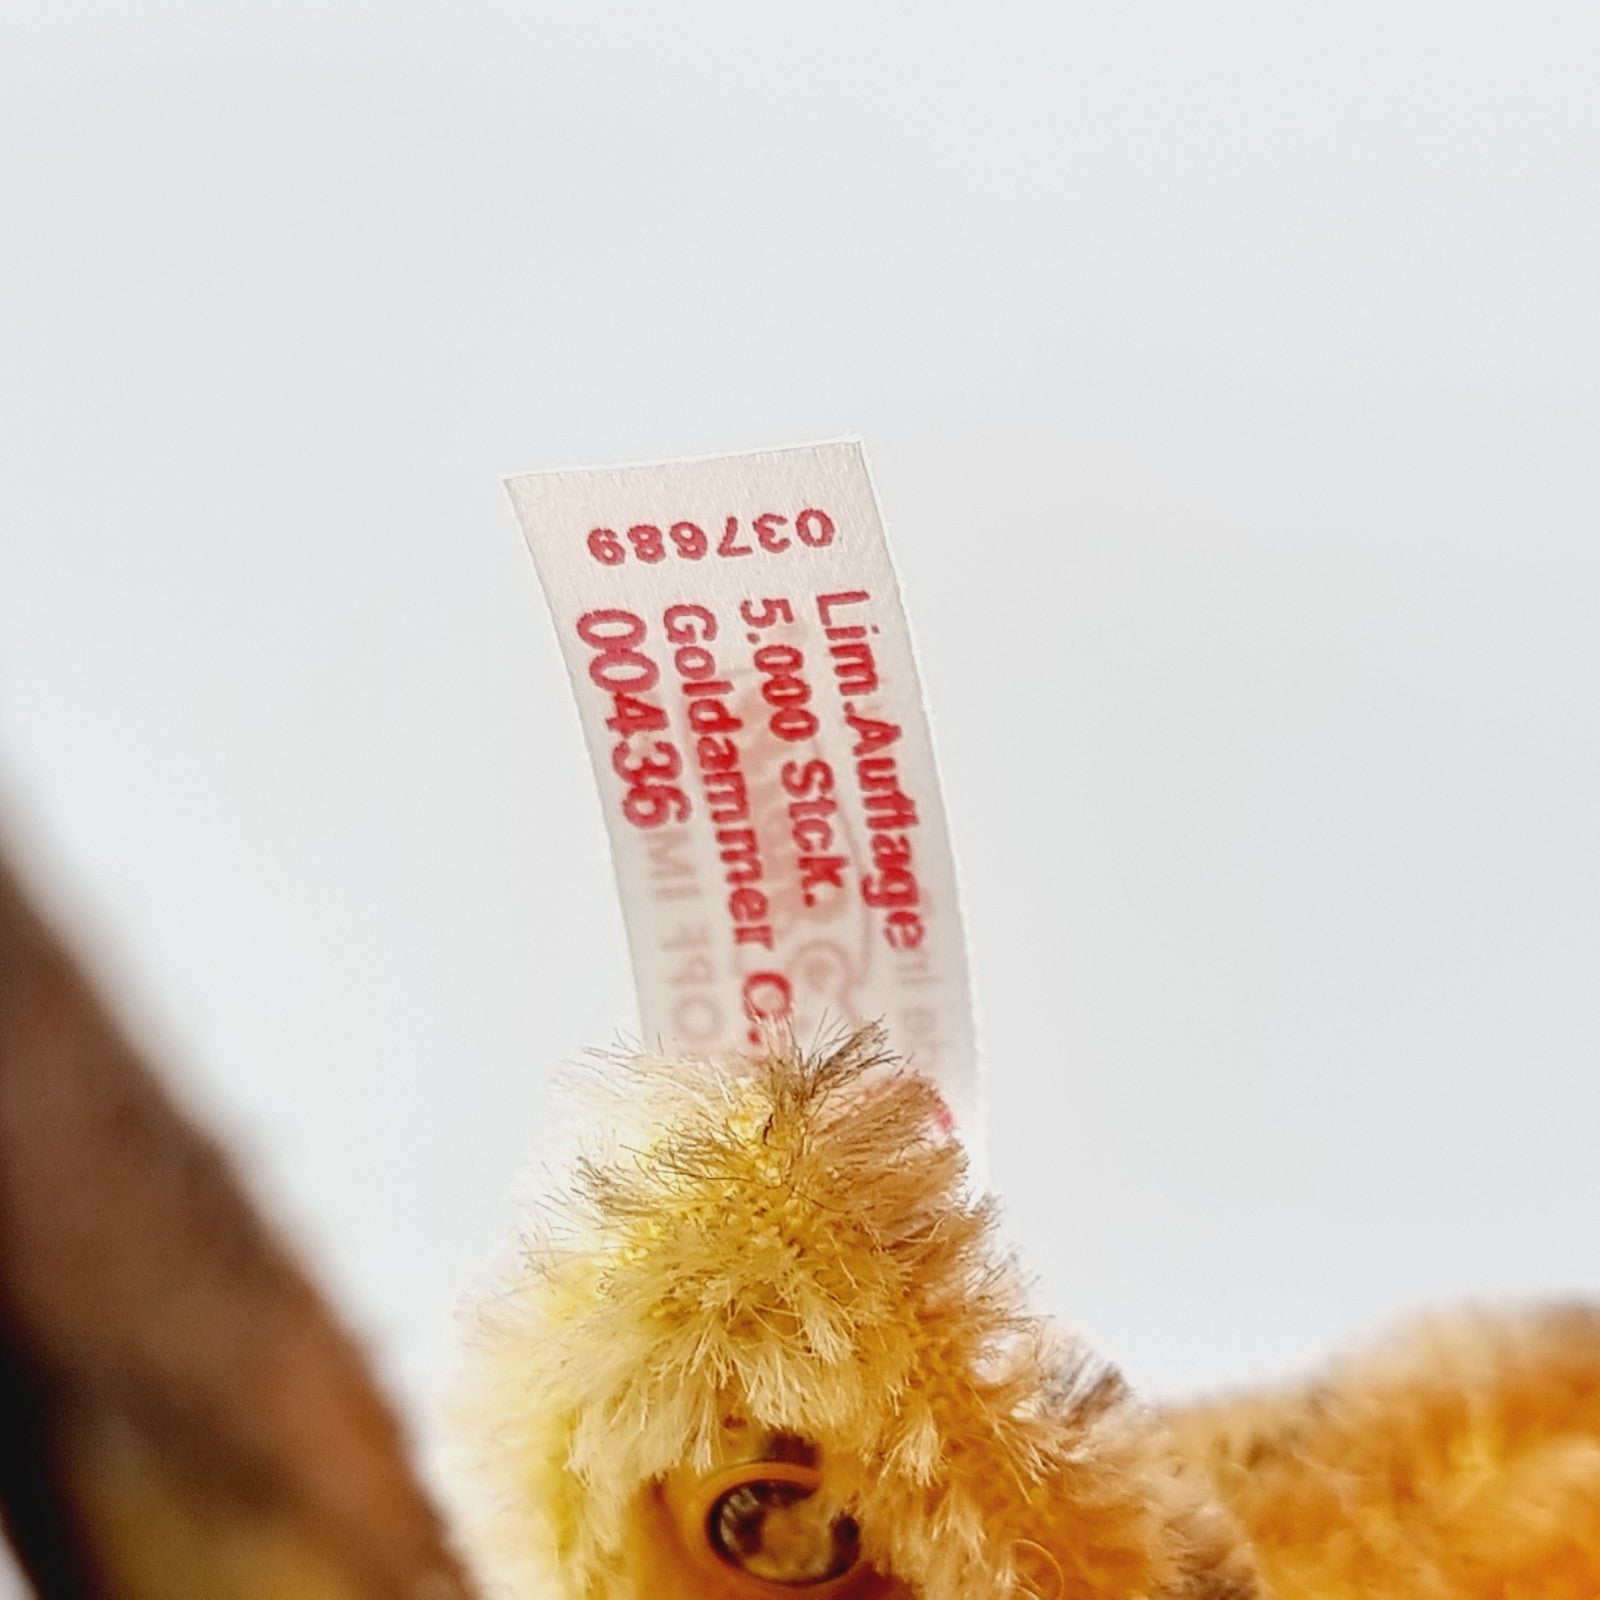 037689
Lim.Auflage
5.000 Stck.
Goldammer C.
00436